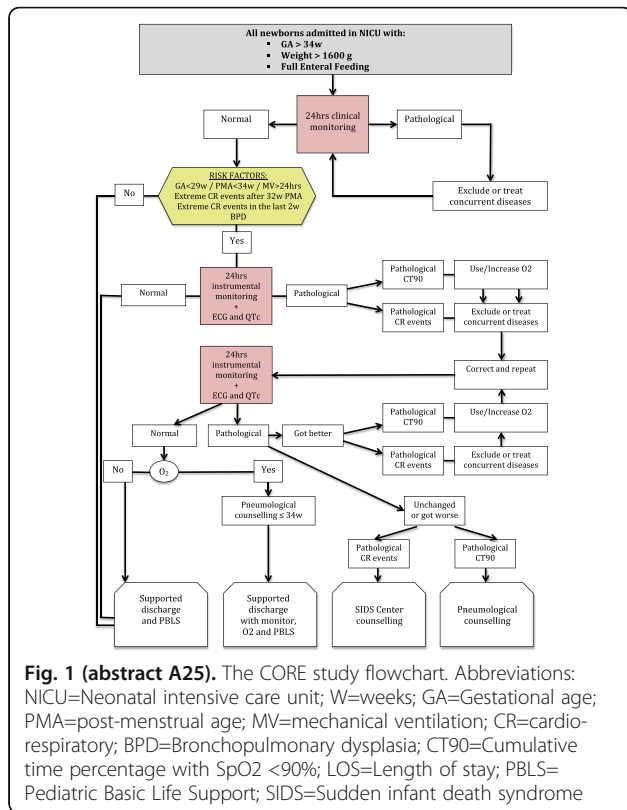 All newborns admitted in NICU with:
▪ GA > 34w
▪ Weight > 1600 g
▪ Full Enteral Feeding
Normal
24hrs clinical
monitoring
Pathological
Exclude or treat
concurrent diseases
No
RISK FACTORS:
GA<29w / PMA<34w / MV>24hrs
Extreme CR events after 32w PMA
Extreme CR events in the last 2w
BPD
Yes
Normal
24hrs
instrumental
monitoring
+
ECG and QTc
Pathological
Pathological
CT90
Use/Increase O2
Pathological
CR events
Exclude or treat
concurrent diseases
Correct and repeat
24hrs
instrumental
monitoring
+
ECG and QTc
Normal
Pathological
Got better
Pathological
CT90
Use/Increase O2
Pathological
CR events
Exclude or treat
concurrent diseases
No
O2
Yes
Pneumological
counselling ≤ 34w
Unchanged
or got worse
Pathological
CR events
Pathological
CT90
Supported
discharge
and PBLS
Supported
discharge
with monitor,
O2 and PBLS
SIDS Center
counselling
Pneumological
counselling
Fig. 1 (abstract A25). The CORE study flowchart. Abbreviations:
NICU=Neonatal intensive care unit; W=weeks; GA=Gestational age;
PMA=post-menstrual age; MV=mechanical ventilation; CR=cardio-
respiratory; BPD=Bronchopulmonary dysplasia; CT90=Cumulative
time percentage with SpO2 <90%; LOS=Length of stay; PBLS=
Pediatric Basic Life Support; SIDS=Sudden infant death syndrome